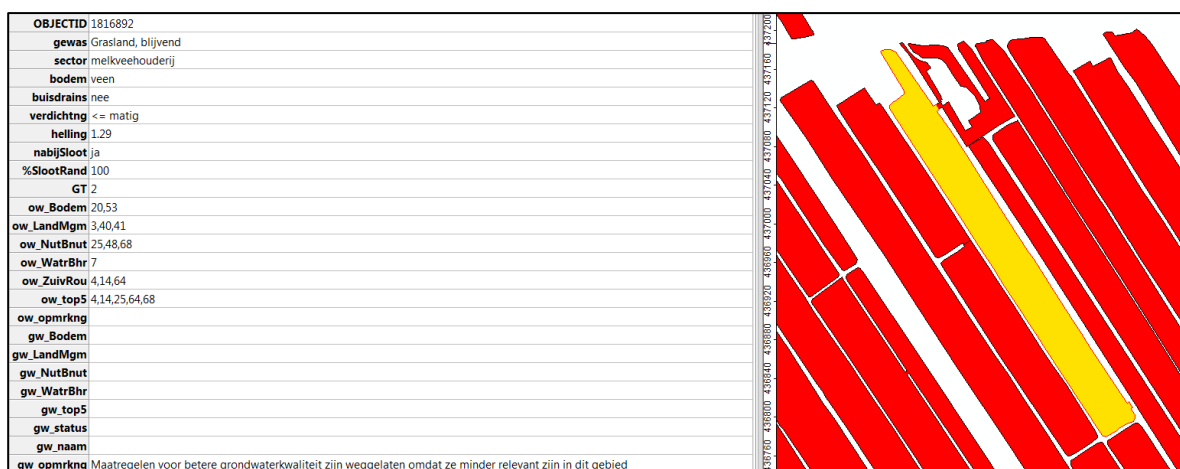 OBJECTID 1816892
gewas Grasland, blijvend
sector melkveehouderij
bodem veen
buisdrains nee
verdichtng <= matig
helling 1.29
nabijSloot ja
%SlootRand 100
GT 2
ow_Bodem 20,53
ow_LandMgm 3,40,41
ow_NutBnut 25,48,68
ow_WatrBhr 7
ow_ZuivRou 4,14,64
ow_top5 4,14,25,64,68
ow_opmrkng
gw_Bodem
gw_LandMgm
gw_NutBnut
gw_WatrBhr
gw_top5
gw_status
gw_naam
gw_opmrkng Maatregelen voor betere grondwaterkwaliteit zijn weggelaten omdat ze minder relevant zijn in dit gebied
437200
437160
437120
437080
437040
437000
436960
436920
436880
436840
436800
436760